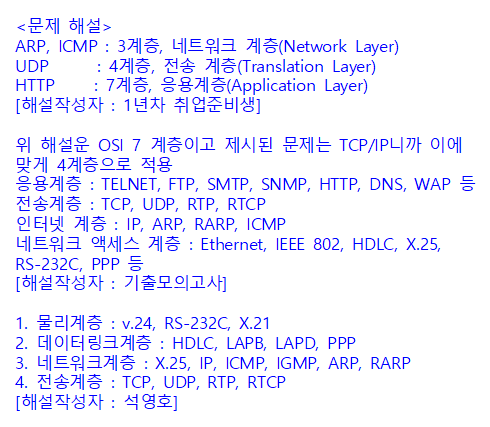 <문제 해설>
ARP, ICMP : 3계층, 네트워크 계층(Network Layer)
UDP : 4계층, 전송 계층(Translation Layer)
HTTP : 7계층, 응용계층(Application Layer)
[해설작성자 : 1년차 취업준비생]

위 해설운 OSI 7 계층이고 제시된 문제는 TCP/IP니까 이에
맞게 4계층으로 적용
응용계층 : TELNET, FTP, SMTP, SNMP, HTTP, DNS, WAP 등
전송계층 : TCP, UDP, RTP, RTCP
인터넷 계층 : IP, ARP, RARP, ICMP
네트워크 액세스 계층 : Ethernet, IEEE 802, HDLC, X.25,
RS-232C, PPP 등
[해설작성자 : 기출모의고사]

1. 물리계층 : v.24, RS-232C, X.21
2. 데이터링크계층 : HDLC, LAPB, LAPD, PPP
3. 네트워크계층 : X.25, IP, ICMP, IGMP, ARP, RARP
4. 전송계층 : TCP, UDP, RTP, RTCP
[해설작성자 : 석영호]